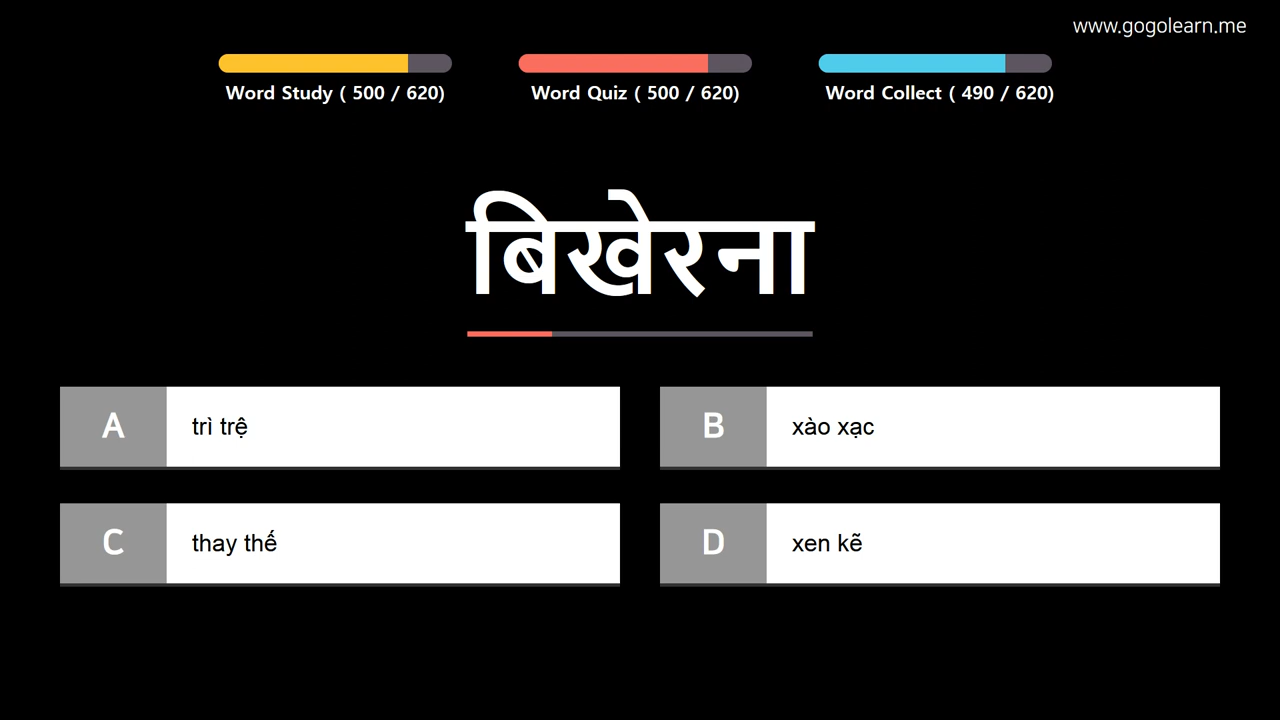 www.gogolearn.me
Word Study ( 500 / 620)
Word Quiz ( 500 / 620)
Word Collect ( 490 / 620)
बिखेरना
A
trì trệ
B
xào xạc
C
thay thế
D
xen kẽ